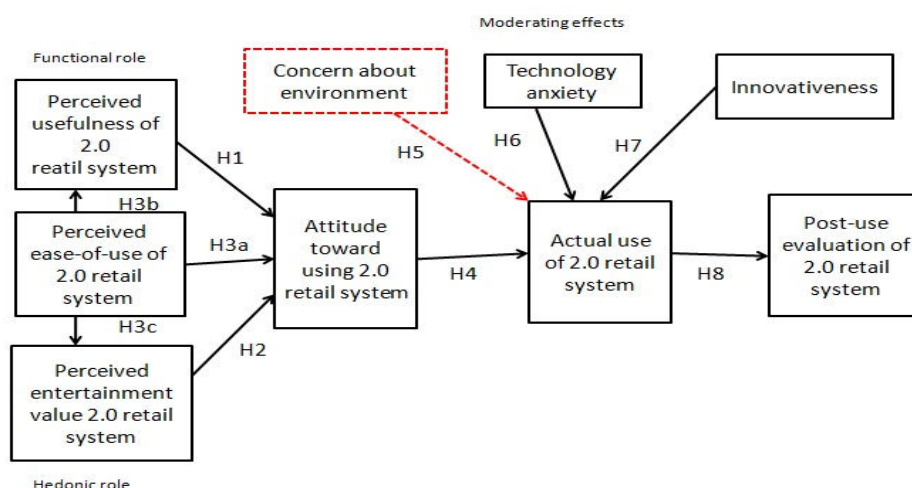 Moderating effects
Functional role
Concern about
environment
Technology
anxiety
Innovativeness
Perceived
usefulness of
2.0
reatil system
H1
H5
H6
H7
H3b
Perceived
ease-of-use of
2.0 retail
system
H3a
Attitude
toward
using 2.0
retail system
H4
Actual use
of 2.0 retail
system
H8
Post-use
evaluation of
2.0 retail
system
H3c
H2
Perceived
entertainment
value 2.0 retail
system
Hedonic role